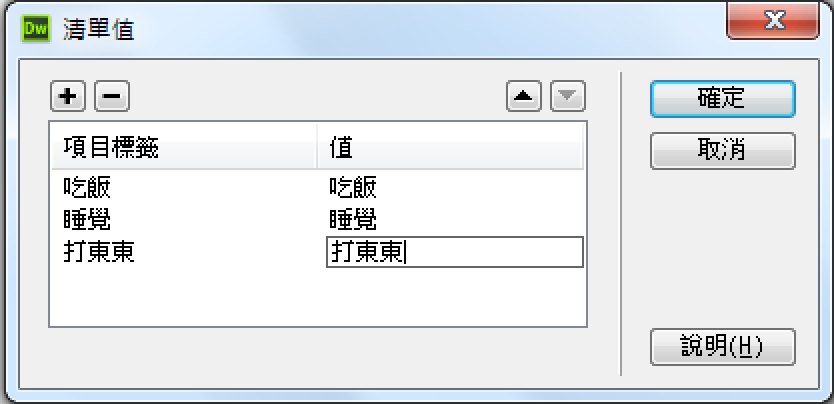 Dw 清單值
項目標籤 值
吃飯 吃飯
睡覺 睡覺
打東東 打東東
確定
取消
說明(H)